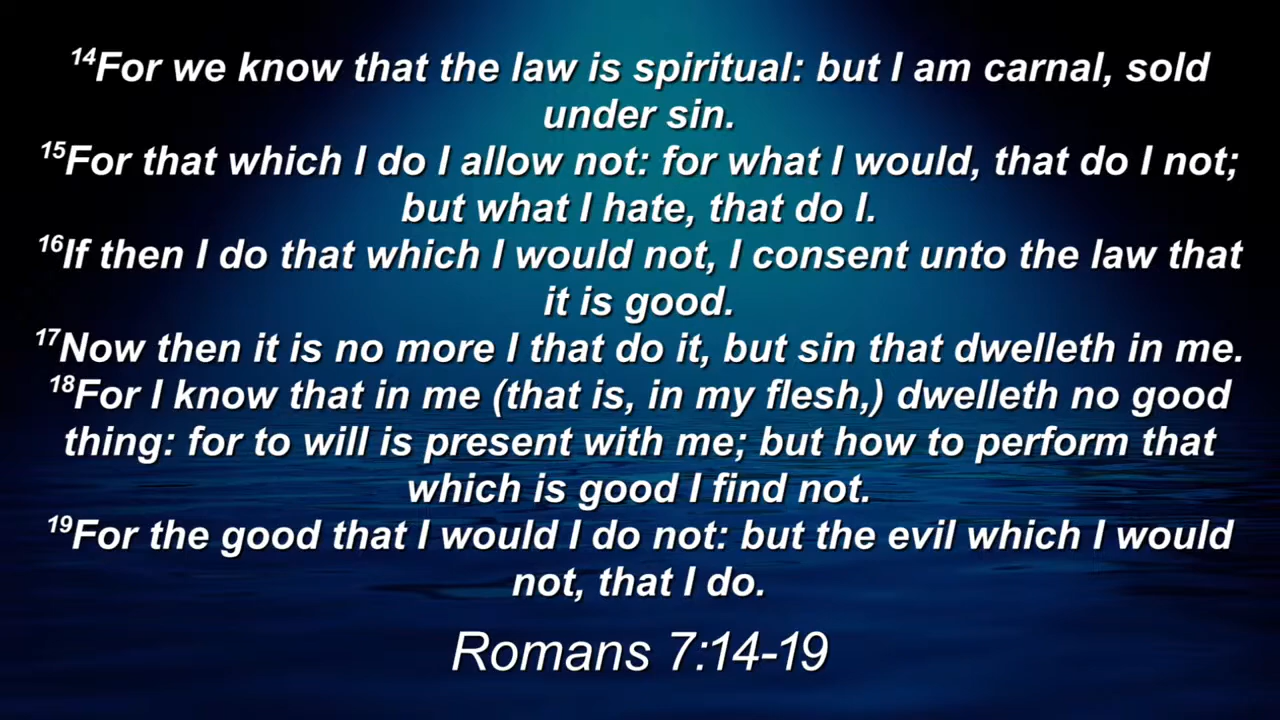 14For we know that the law is spiritual: but I am carnal, sold
under sin.
15For that which I do I allow not: for what I would, that do I not;
but what I hate, that do I.
16If then I do that which I would not, I consent unto the law that
it is good.
17Now then it is no more I that do it, but sin that dwelleth in me.
18For I know that in me (that is, in my flesh,) dwelleth no good
thing: for to will is present with me; but how to perform that
which is good I find not.
19For the good that I would I do not: but the evil which I would
not, that I do.
Romans 7:14-19